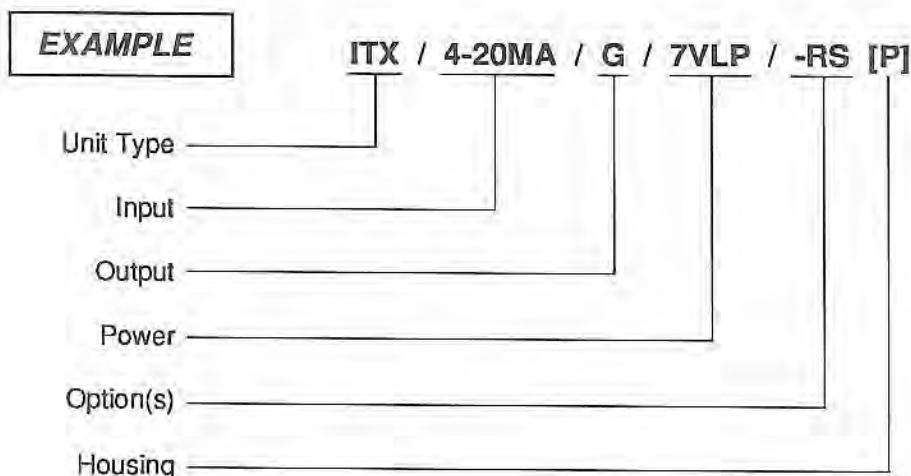 EXAMPLE
ITX / 4-20MA / G / 7VLP / -RS [P]
Unit Type
Input
Output
Power
Option(s)
Housing